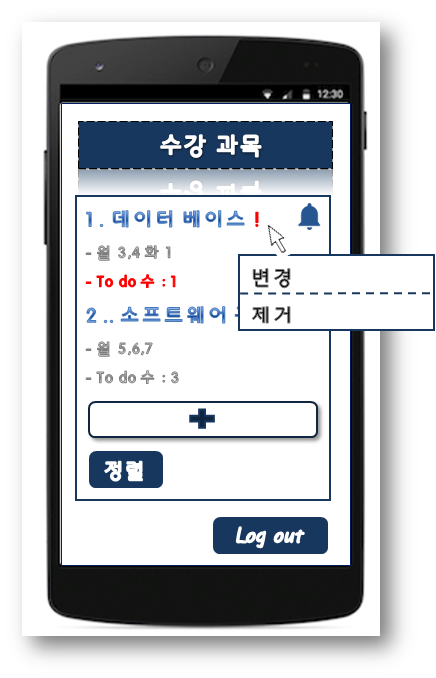 12:30
수강 과목
1. 데이터 베이스 !
- 월 3,4 화 1
- To do 수 : 1
변경
2 .. 소프트웨어
제거
- 월 5,6,7
- To do 수 : 3
정렬
Log out